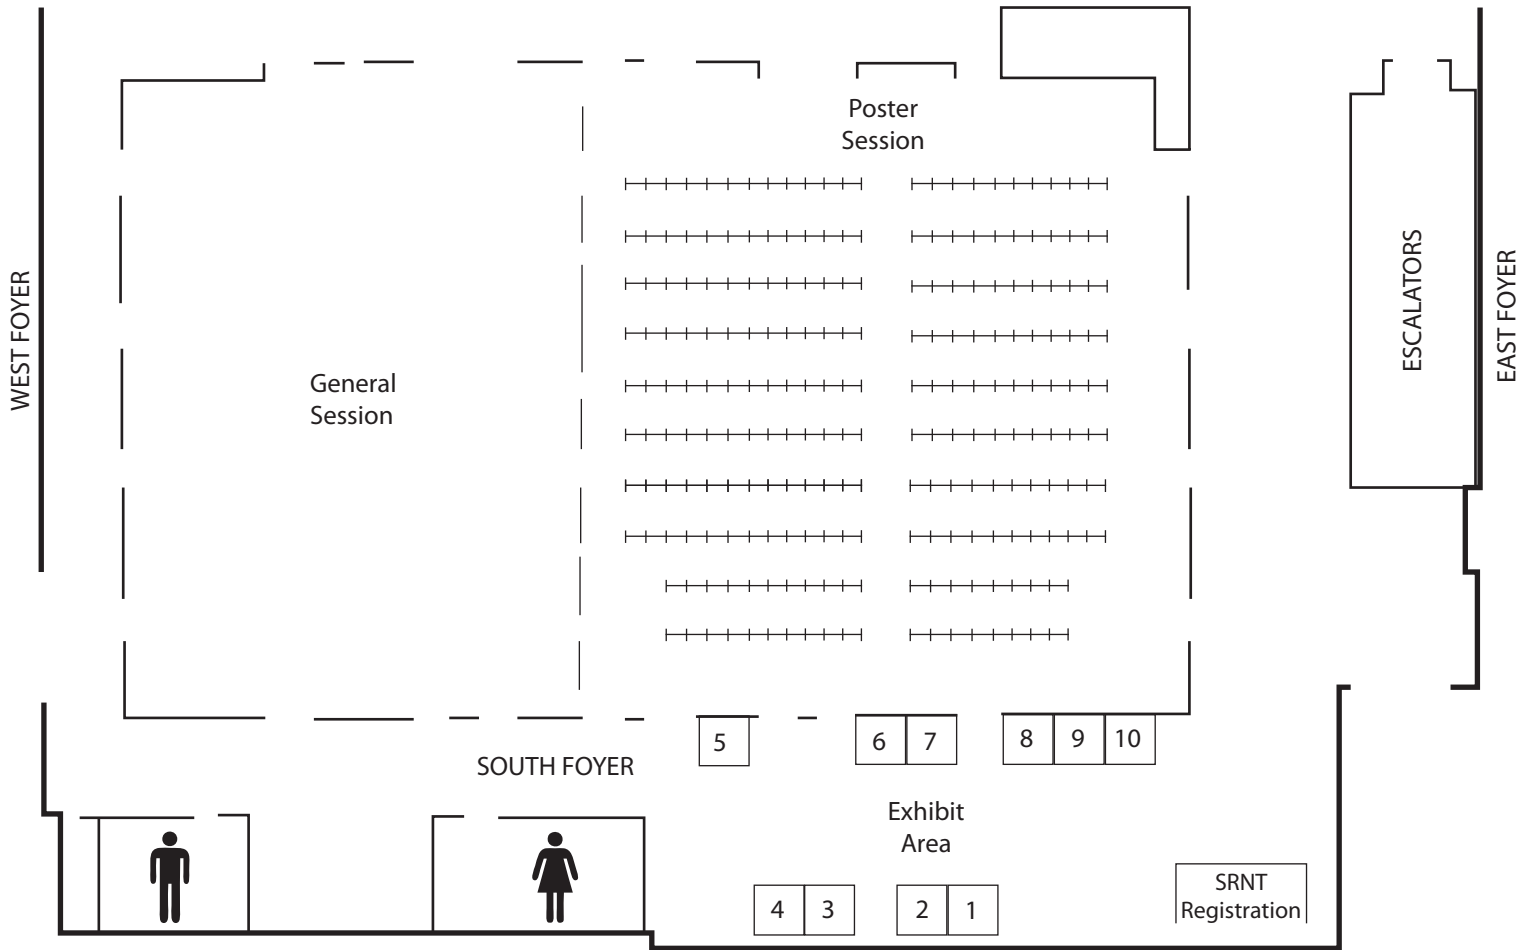 Poster
Session
WEST FOYER
General
Session
ESCALATORS
EAST FOYER
5
6
7
8
9
10
SOUTH FOYER
Exhibit
Area
4
3
2
1
SRNT
Registration